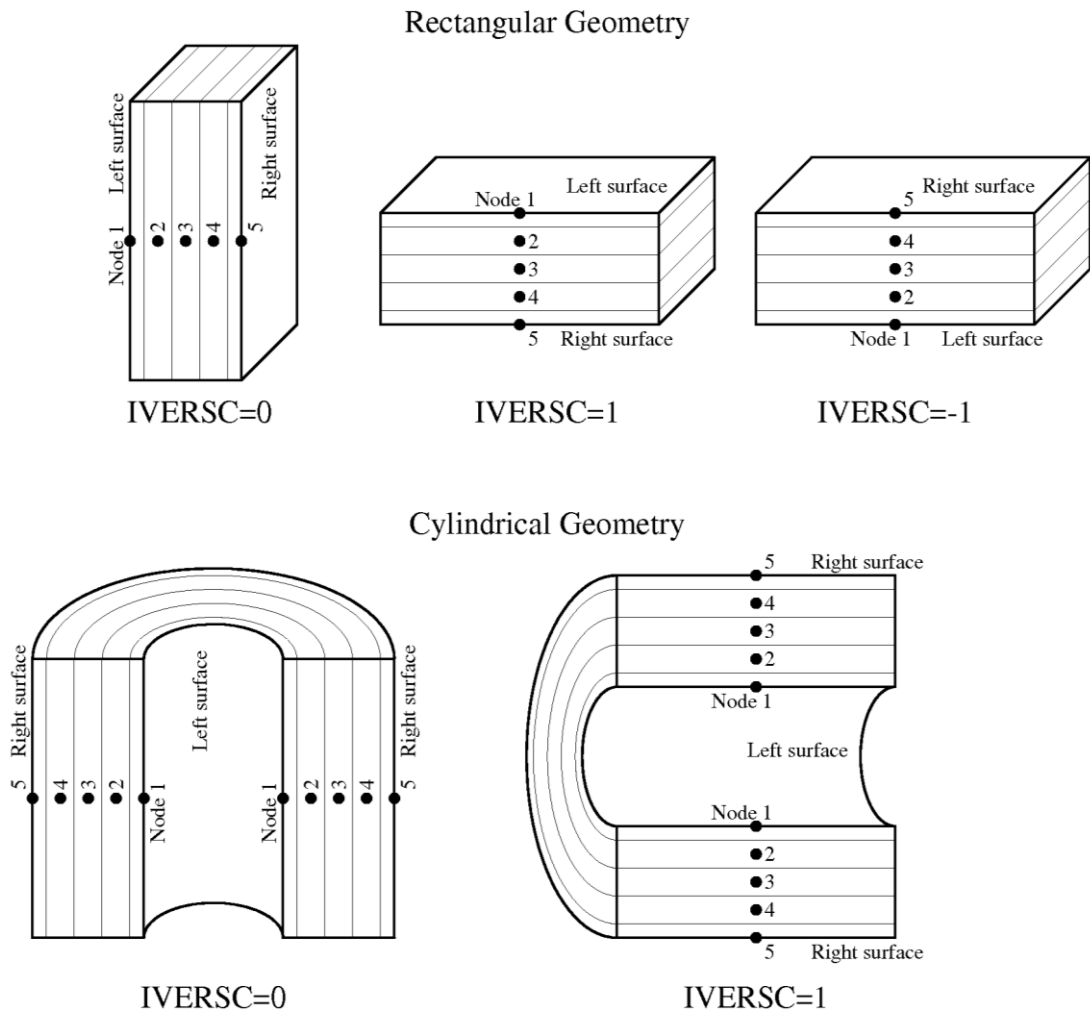 Rectangular Geometry
Left surface
Right surface
Node 1
2
3
4
5
IVERSC=0
Left surface
Node 1
2
3
4
5
Right surface
IVERSC=1
5
Right surface
4
3
2
Node 1
Left surface
IVERSC=-1
Cylindrical Geometry
Right surface
Left surface
Right surface
5
4
3
2
Node 1
Node 1
2
3
4
5
IVERSC=0
5
Right surface
4
3
2
Node 1
Left surface
Node 1
2
3
4
5
Right surface
IVERSC=1